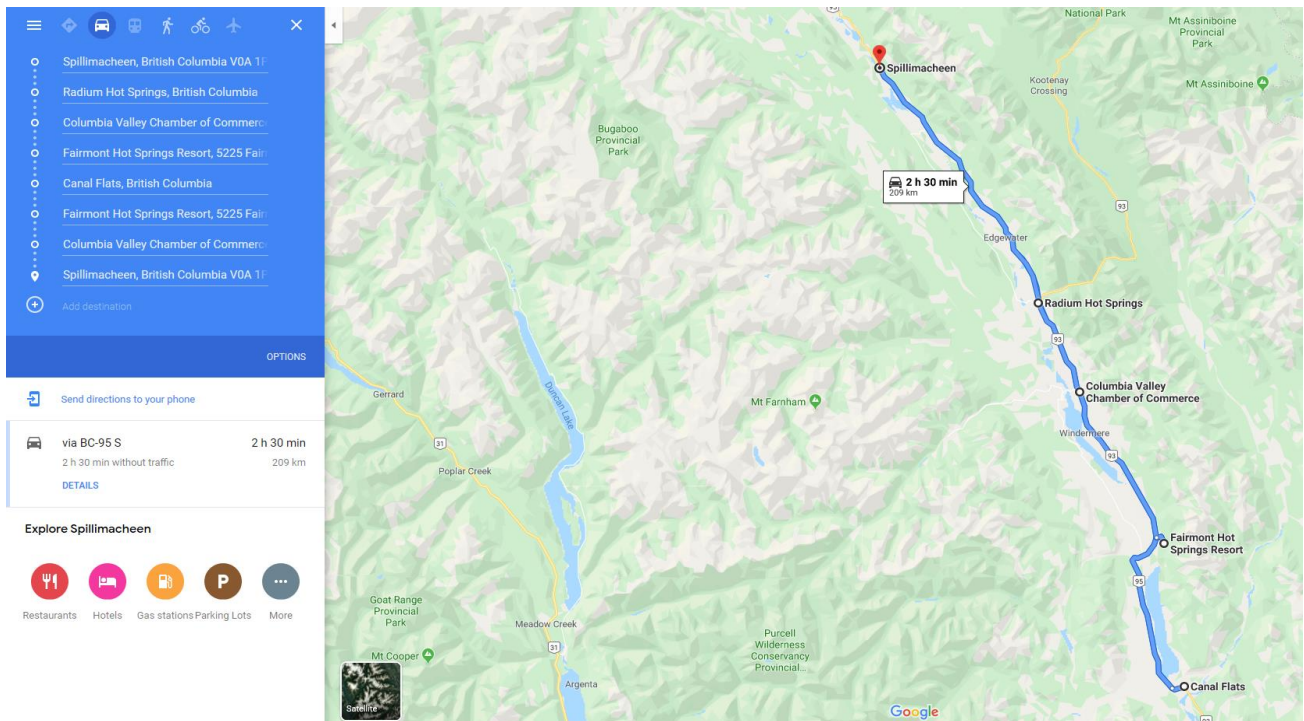 Spillimacheen, British Columbia V0A 1F
Radium Hot Springs, British Columbia
Columbia Valley Chamber of Commerc
Fairmont Hot Springs Resort, 5225 Fair
Canal Flats, British Columbia
Fairmont Hot Springs Resort, 5225 Fair
Columbia Valley Chamber of Commerc
Spillimacheen, British Columbia V0A 1F
Add destination
OPTIONS
Send directions to your phone
via BC-95 S
2 h 30 min
2 h 30 min without traffic
209 km
DETAILS
Explore Spillimacheen
P
Restaurants
Hotels
Gas stations
Parking Lots
More
National Park
Mt Assiniboine
Provincial
Park
Spillimacheen
Kootenay
Crossing
Mt Assiniboine
Bugaboo
Provincial
Park
2 h 30 min
209 km
93
Edgewater
Radium Hot Springs
93
Gerrard
Duncan Lake
Columbia Valley
Chamber of Commerce
Mt Farnham
Windermere
31
93
Poplar Creek
Fairmont Hot
Springs Resort
95
Goat Range
Provincial
Park
Meadow Creek
Purcell
Wilderness
Conservancy
Provincial...
31
Mt Cooper
Argenta
Canal Flats
Satellite
Google
93